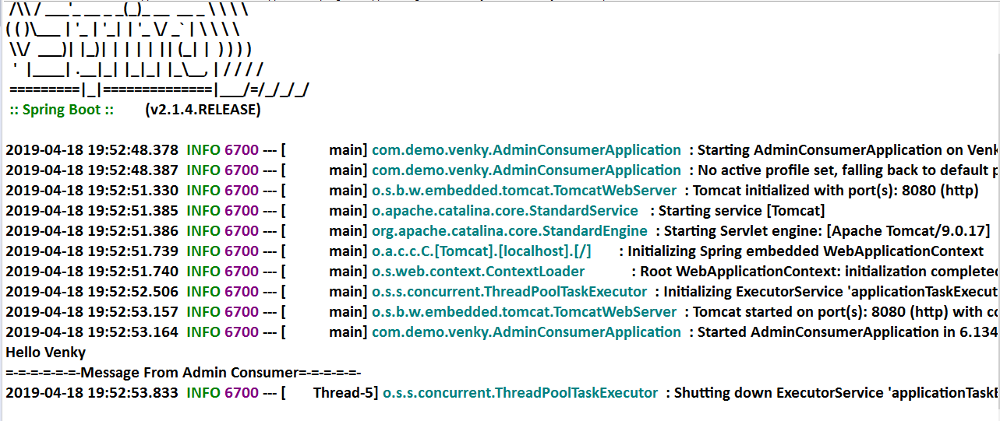 /\\ / ___'_ __ _ _(_)_ __  __ _ \ \ \ \
( ( )\___ | '_ | '_| | '_ \/ _` | \ \ \ \
 \\/  ___)| |_)| | | | | || (_| |  ) ) ) )
  '  |____| .__|_| |_|_| |_\__, | / / / /
 =========|_|==============|___/=/_/_/_/
 :: Spring Boot ::        (v2.1.4.RELEASE)
2019-04-18 19:52:48.378  INFO 6700 --- [           main] com.demo.venky.AdminConsumerApplication  : Starting AdminConsumerApplication on Venk
2019-04-18 19:52:48.387  INFO 6700 --- [           main] com.demo.venky.AdminConsumerApplication  : No active profile set, falling back to default p
2019-04-18 19:52:51.330  INFO 6700 --- [           main] o.s.b.w.embedded.tomcat.TomcatWebServer  : Tomcat initialized with port(s): 8080 (http)
2019-04-18 19:52:51.385  INFO 6700 --- [           main] o.apache.catalina.core.StandardService   : Starting service [Tomcat]
2019-04-18 19:52:51.386  INFO 6700 --- [           main] org.apache.catalina.core.StandardEngine  : Starting Servlet engine: [Apache Tomcat/9.0.17]
2019-04-18 19:52:51.739  INFO 6700 --- [           main] o.a.c.c.C.[Tomcat].[localhost].[/]       : Initializing Spring embedded WebApplicationContext
2019-04-18 19:52:51.740  INFO 6700 --- [           main] o.s.web.context.ContextLoader            : Root WebApplicationContext: initialization completed
2019-04-18 19:52:52.506  INFO 6700 --- [           main] o.s.s.concurrent.ThreadPoolTaskExecutor  : Initializing ExecutorService 'applicationTaskExecut
2019-04-18 19:52:53.157  INFO 6700 --- [           main] o.s.b.w.embedded.tomcat.TomcatWebServer  : Tomcat started on port(s): 8080 (http) with co
2019-04-18 19:52:53.164  INFO 6700 --- [           main] com.demo.venky.AdminConsumerApplication  : Started AdminConsumerApplication in 6.134
Hello Venky
=-=-=-=-=-=-Message From Admin Consumer=-=-=-=-=-
2019-04-18 19:52:53.833  INFO 6700 --- [       Thread-5] o.s.s.concurrent.ThreadPoolTaskExecutor  : Shutting down ExecutorService 'applicationTaskE